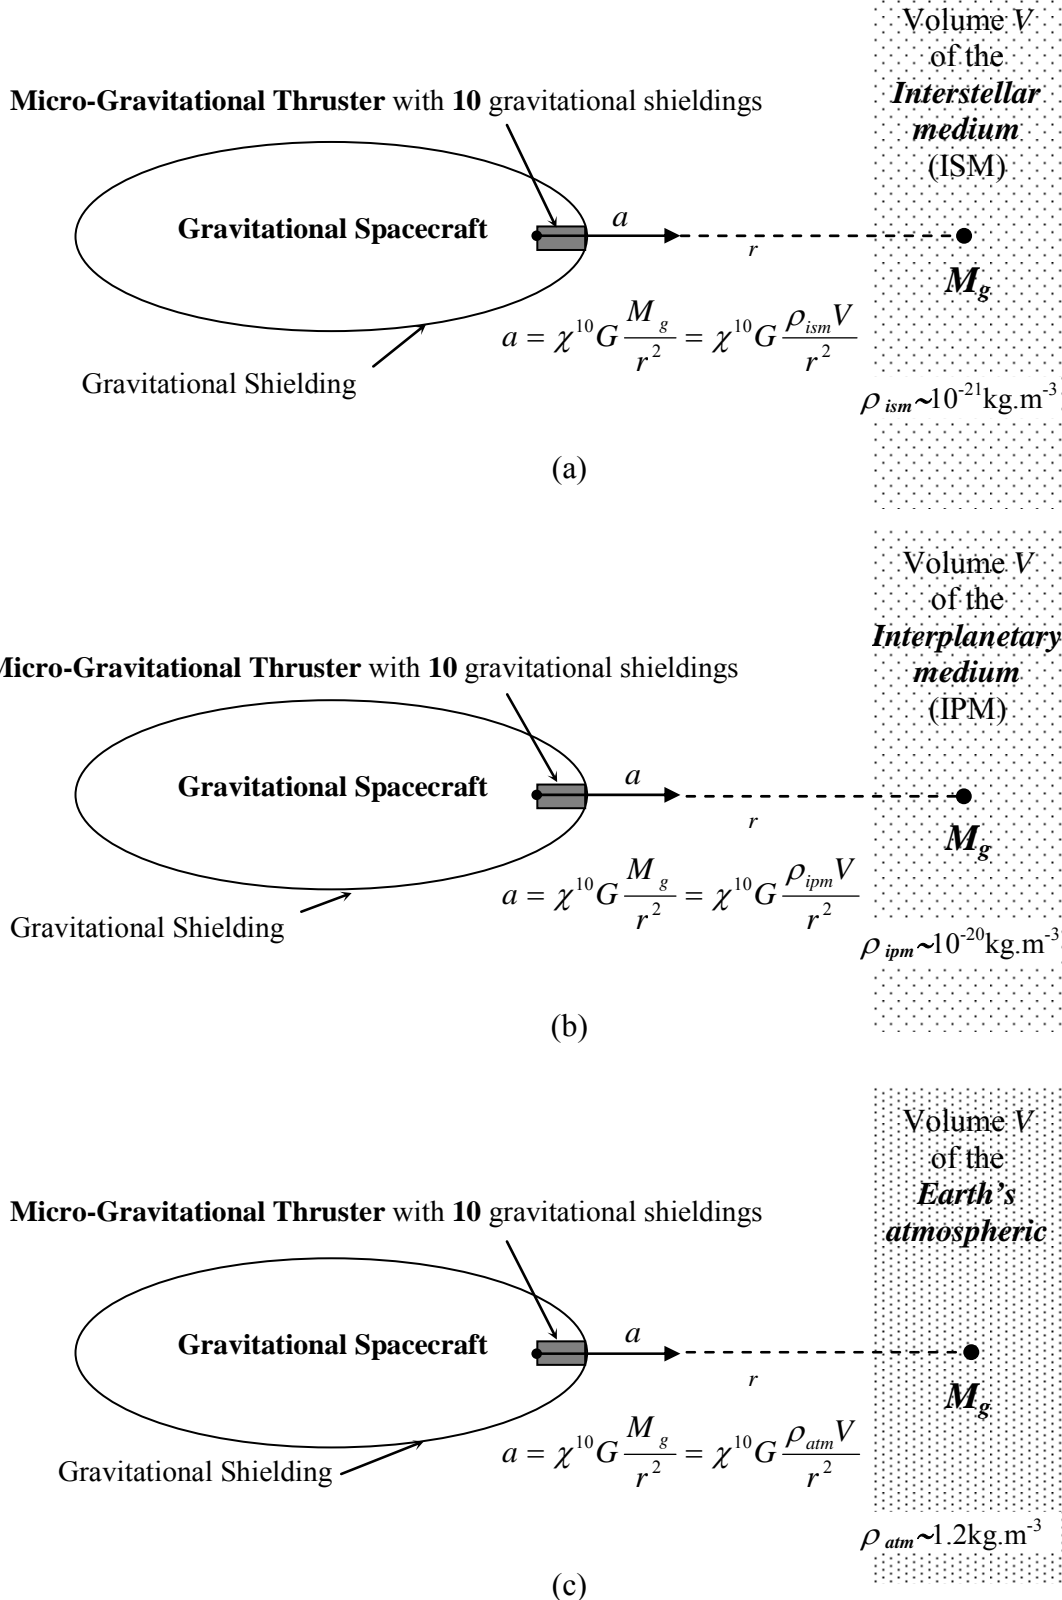 Volume V
of the
Interstellar
medium
(ISM)
Micro-Gravitational Thruster with 10 gravitational shieldings
Gravitational Spacecraft
a
r
M_g
a = χ^10 G M_g / r^2 = χ^10 G ρ_ism V / r^2
Gravitational Shielding
ρ ism ~10^-21 kg.m^-3
(a)
Volume V
of the
Interplanetary
medium
(IPM)
Micro-Gravitational Thruster with 10 gravitational shieldings
Gravitational Spacecraft
a
r
M_g
a = χ^10 G M_g / r^2 = χ^10 G ρ_ipm V / r^2
Gravitational Shielding
ρ ipm ~10^-20 kg.m^-3
(b)
Volume V
of the
Earth's
atmospheric
Micro-Gravitational Thruster with 10 gravitational shieldings
Gravitational Spacecraft
a
r
M_g
a = χ^10 G M_g / r^2 = χ^10 G ρ_atm V / r^2
Gravitational Shielding
ρ atm ~1.2kg.m^-3
(c)